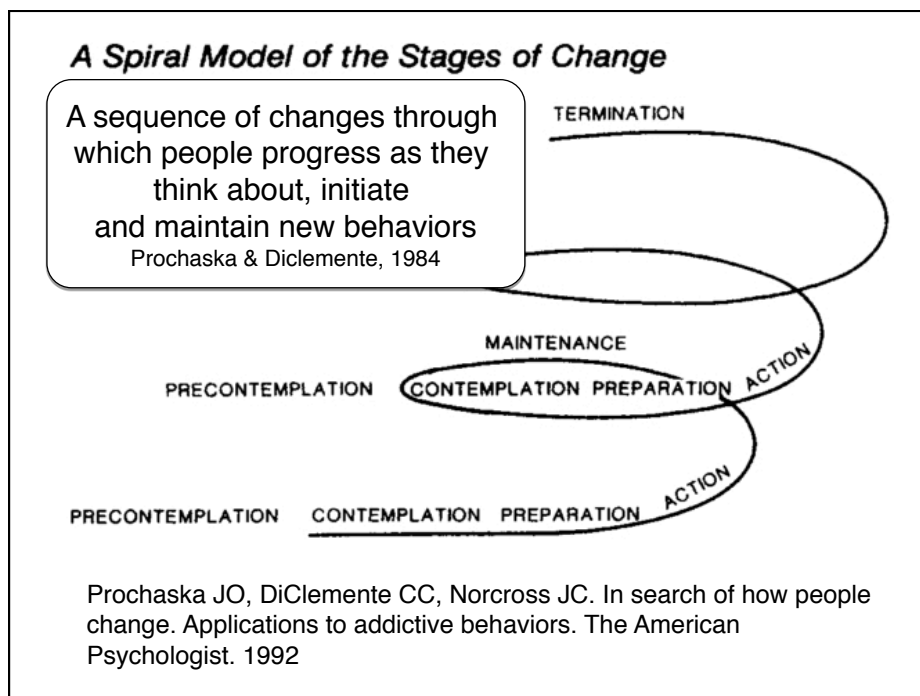 A Spiral Model of the Stages of Change
A sequence of changes through
which people progress as they
think about, initiate
and maintain new behaviors
Prochaska & Diclemente, 1984
TERMINATION
MAINTENANCE
PRECONTEMPLATION CONTEMPLATION PREPARATION ACTION
PRECONTEMPLATION CONTEMPLATION PREPARATION ACTION
Prochaska JO, DiClemente CC, Norcross JC. In search of how people
change. Applications to addictive behaviors. The American
Psychologist. 1992